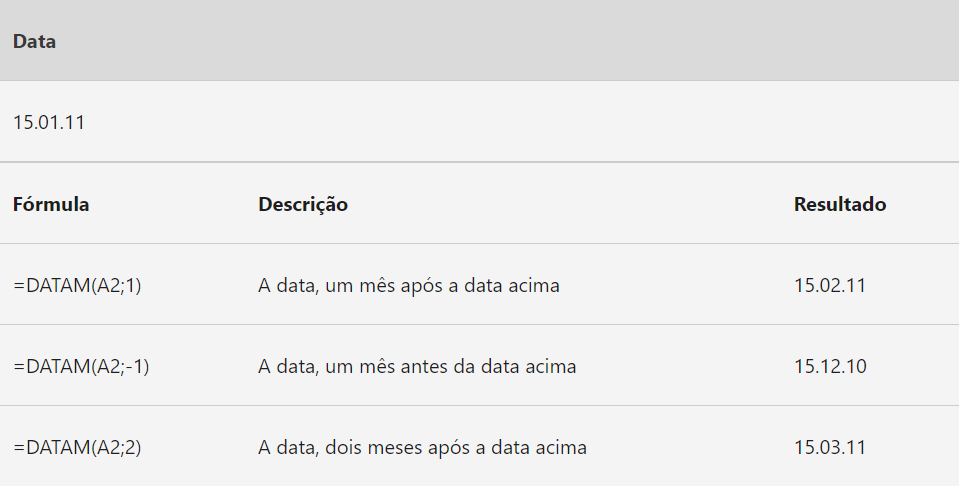 Data
15.01.11
Fórmula Descrição Resultado
=DATAM(A2;1) A data, um mês após a data acima 15.02.11
=DATAM(A2;-1) A data, um mês antes da data acima 15.12.10
=DATAM(A2;2) A data, dois meses após a data acima 15.03.11